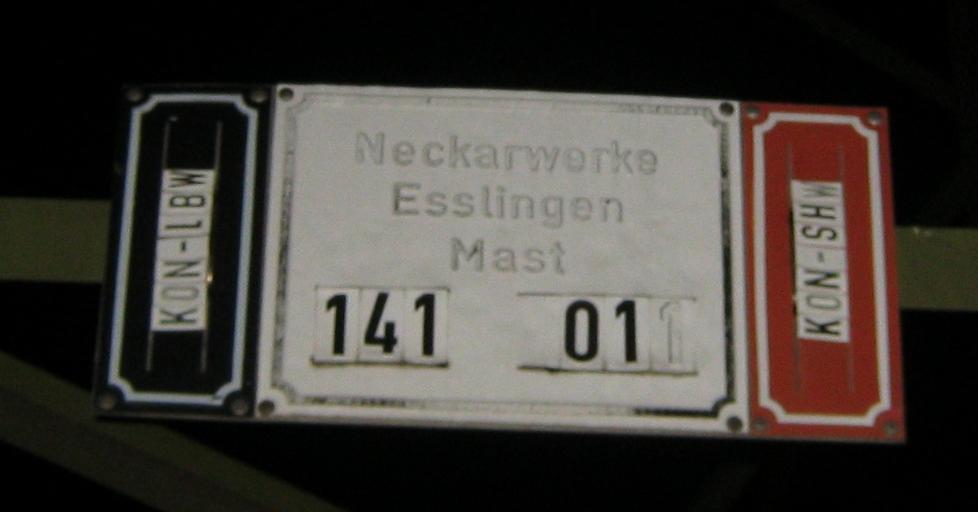 KON-LBW
Neckarwerke
Esslingen
Mast
141 011
KON-SHW